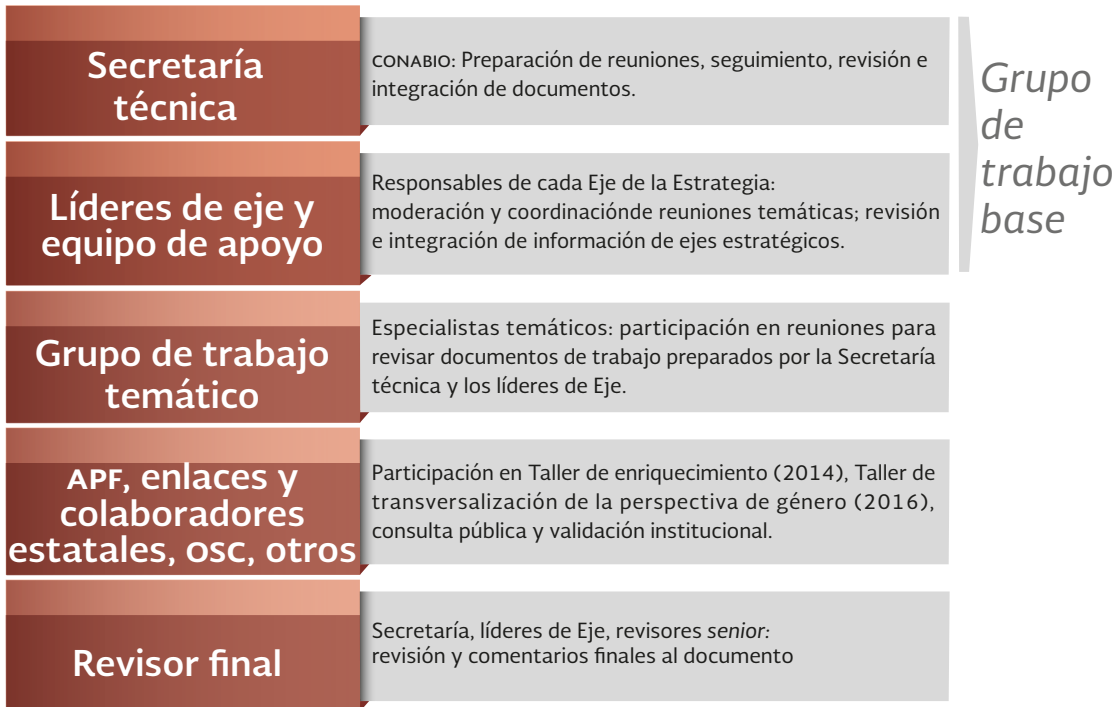 Secretaría
técnica
CONABIO: Preparación de reuniones, seguimiento, revisión e
integración de documentos.
Grupo
de
trabajo
base
Líderes de eje y
equipo de apoyo
Responsables de cada Eje de la Estrategia:
moderación y coordinaciónde reuniones temáticas; revisión
e integración de información de ejes estratégicos.
Grupo de trabajo
temático
Especialistas temáticos: participación en reuniones para
revisar documentos de trabajo preparados por la Secretaría
técnica y los líderes de Eje.
APF, enlaces y
colaboradores
estatales, OSC, otros
Participación en Taller de enriquecimiento (2014), Taller de
transversalización de la perspectiva de género (2016),
consulta pública y validación institucional.
Revisor final
Secretaría, líderes de Eje, revisores senior:
revisión y comentarios finales al documento